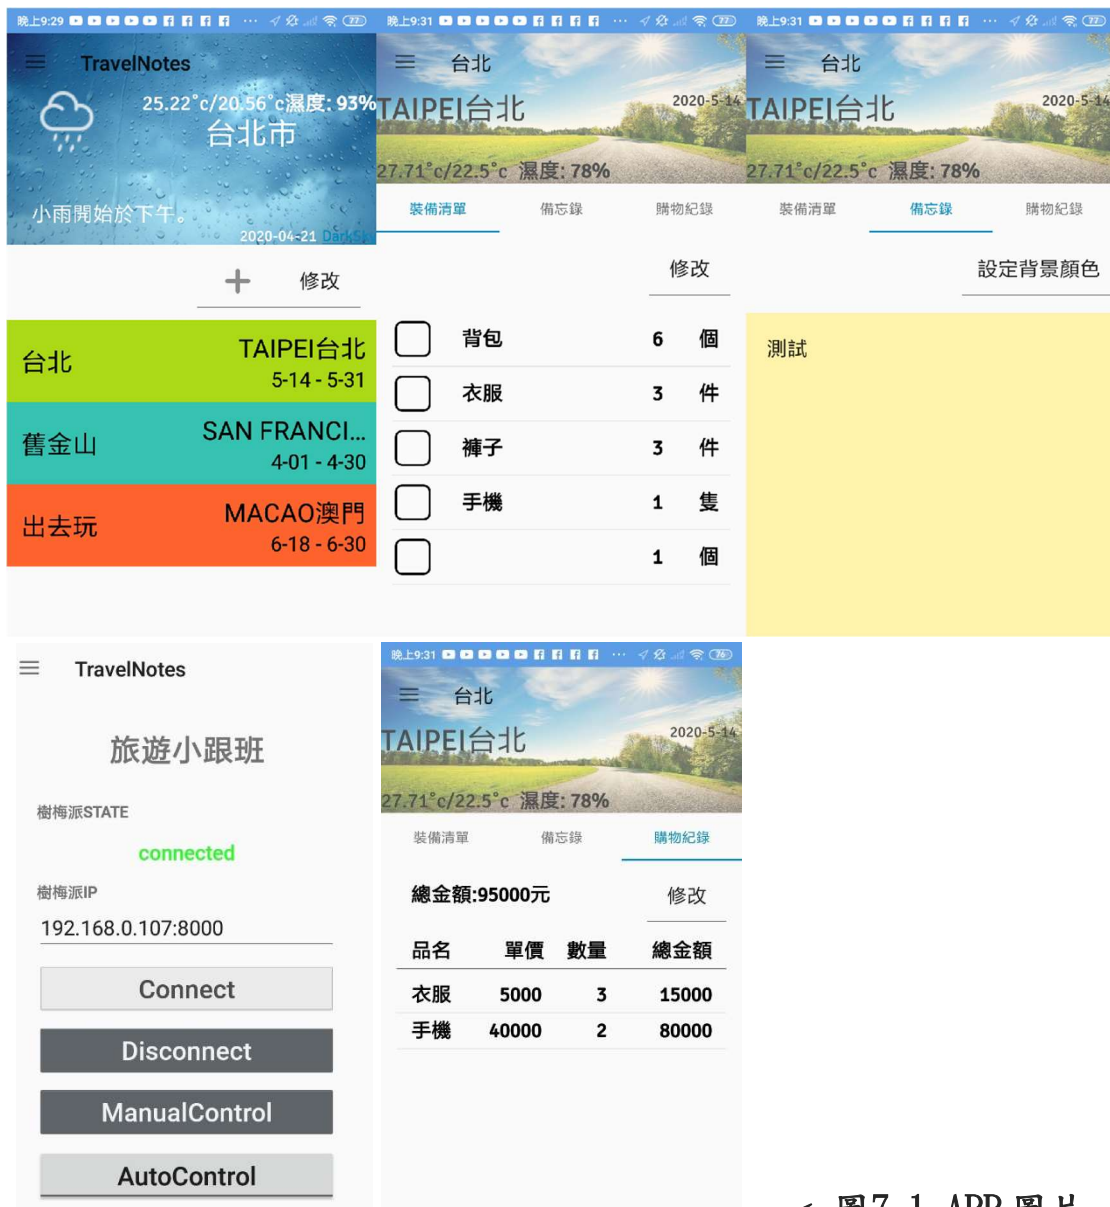 晚上9:29
77
TravelNotes
25.22°c/20.56°c濕度: 93%
台北市
小雨開始於下午。
2020-04-21 DarkSky
修改
台北
TAIPEI台北
5-14 - 5-31
舊金山
SAN FRANCI...
4-01 - 4-30
出去玩
MACAO澳門
6-18 - 6-30
晚上9:31
77
台北
TAIPEI台北
2020-5-14
27.71°c/22.5°c 濕度: 78%
裝備清單 備忘錄 購物紀錄
修改
背包 6 個
衣服 3 件
褲子 3 件
手機 1 隻
1 個
晚上9:31
77
台北
TAIPEI台北
2020-5-14
27.71°c/22.5°c 濕度: 78%
裝備清單 備忘錄 購物紀錄
設定背景顏色
測試
TravelNotes
旅遊小跟班
樹梅派STATE
connected
樹梅派IP
192.168.0.107:8000
Connect
Disconnect
ManualControl
AutoControl
晚上9:31
76
台北
TAIPEI台北
2020-5-14
27.71°c/22.5°c 濕度: 78%
裝備清單 備忘錄 購物紀錄
總金額:95000元
修改
品名 單價 數量 總金額
衣服 5000 3 15000
手機 40000 2 80000
圖7.1 APP 圖片